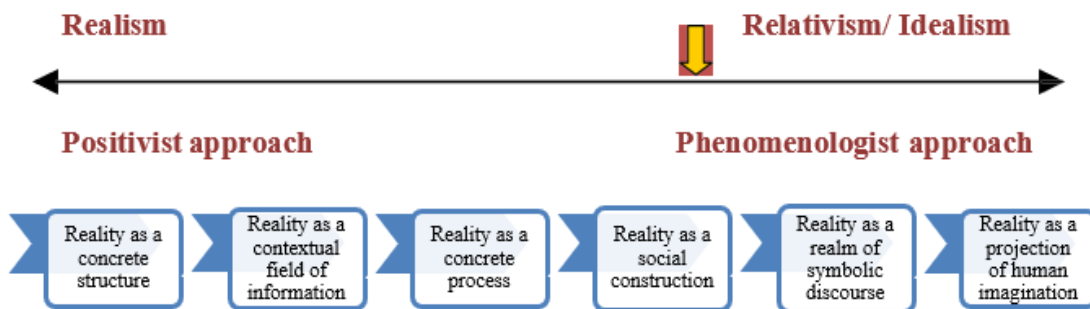 Realism
Relativism/ Idealism
Positivist approach
Phenomenologist approach
Reality as a
concrete
structure
Reality as a
contextual
field of
information
Reality as a
concrete
process
Reality as a
social
construction
Reality as a
realm of
symbolic
discourse
Reality as a
projection
of human
imagination